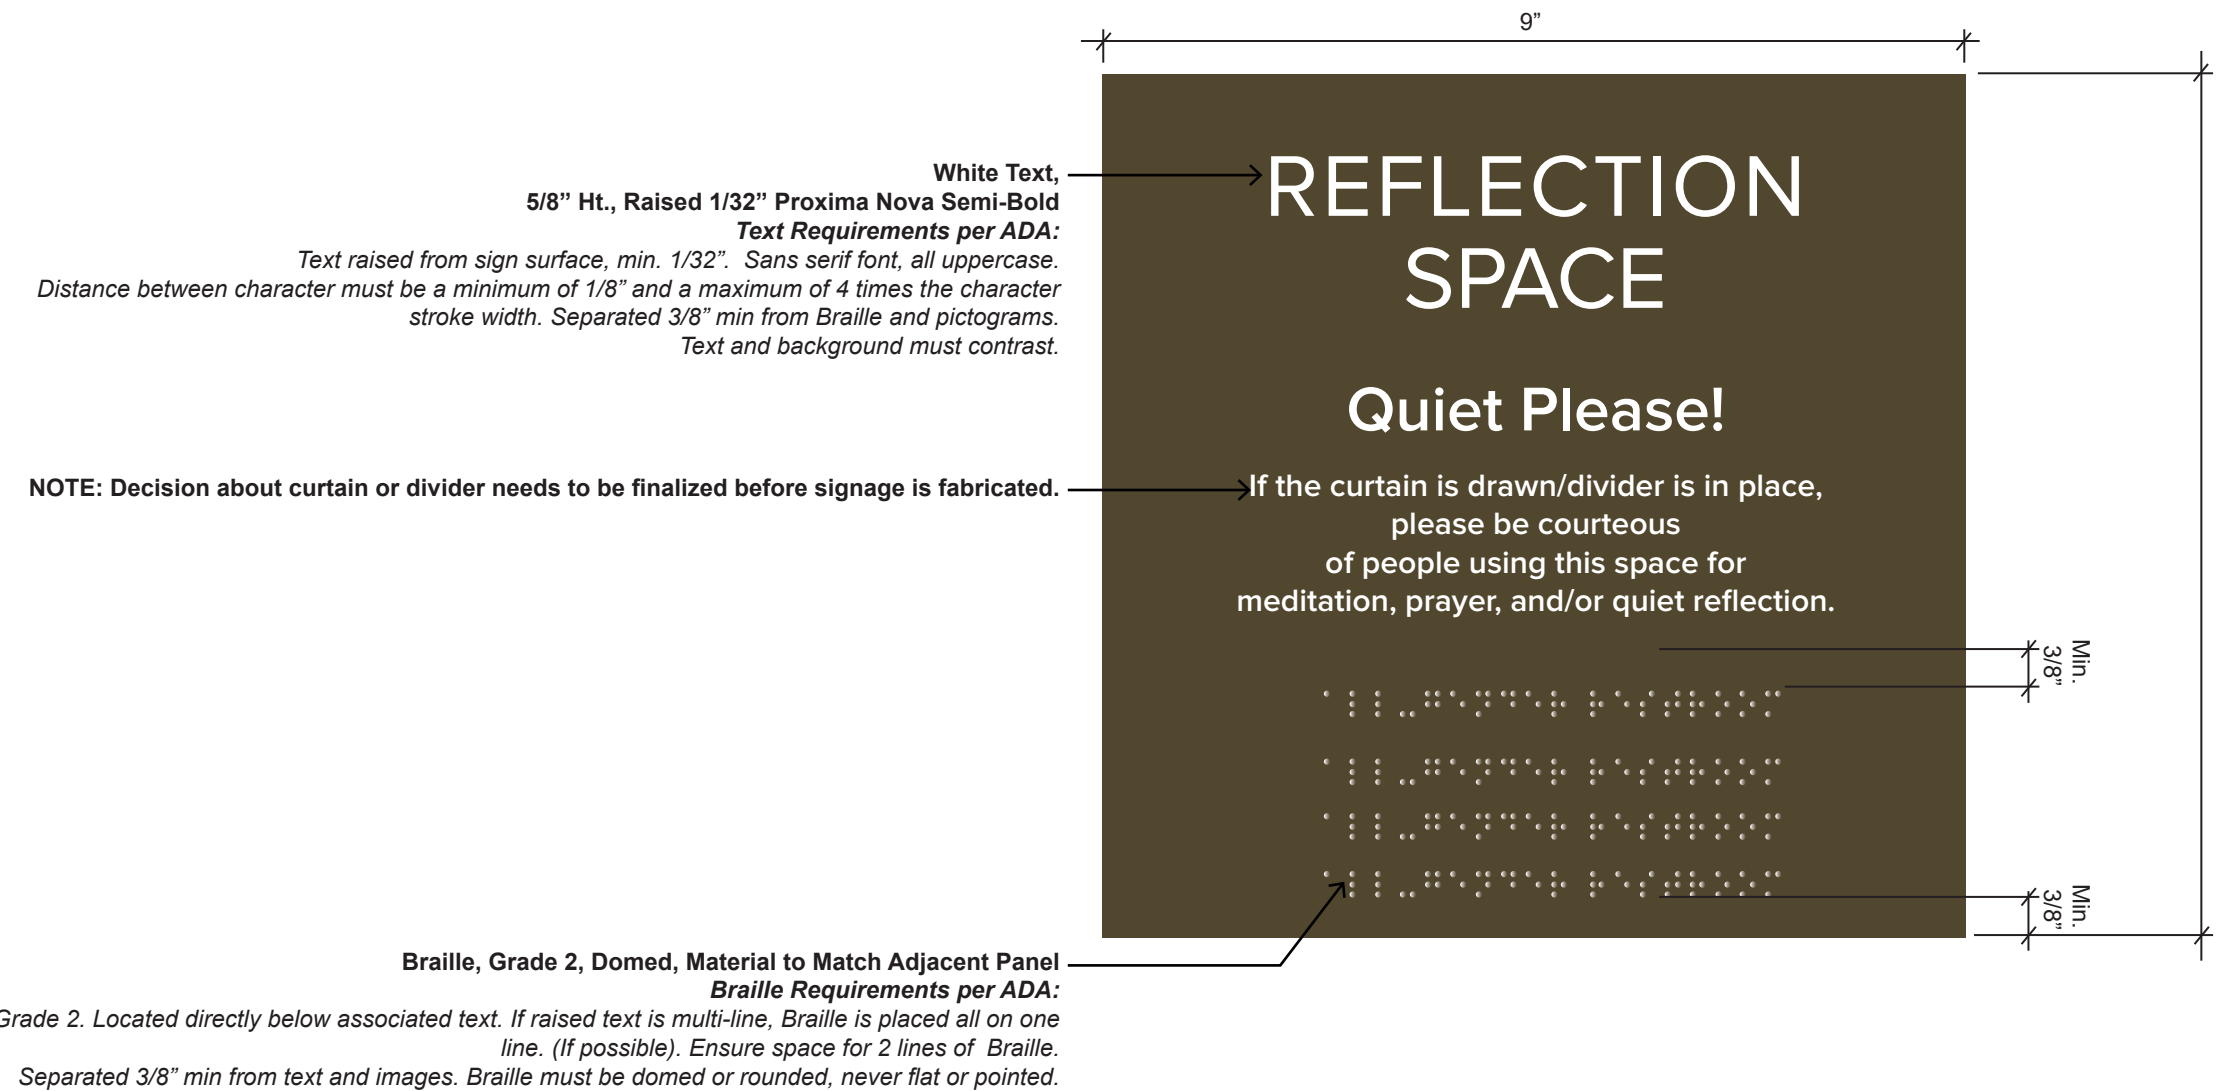 9”
White Text,
5/8” Ht., Raised 1/32” Proxima Nova Semi-Bold
Text Requirements per ADA:
Text raised from sign surface, min. 1/32”.  Sans serif font, all uppercase.
Distance between character must be a minimum of 1/8” and a maximum of 4 times the character
stroke width. Separated 3/8” min from Braille and pictograms.
Text and background must contrast.
NOTE: Decision about curtain or divider needs to be finalized before signage is fabricated.
REFLECTION
SPACE
Quiet Please!
If the curtain is drawn/divider is in place,
please be courteous
of people using this space for
meditation, prayer, and/or quiet reflection.
Min.
3/8”
Min.
3/8”
Braille, Grade 2, Domed, Material to Match Adjacent Panel
Braille Requirements per ADA:
Grade 2. Located directly below associated text. If raised text is multi-line, Braille is placed all on one
line. (If possible). Ensure space for 2 lines of  Braille.
Separated 3/8” min from text and images. Braille must be domed or rounded, never flat or pointed.